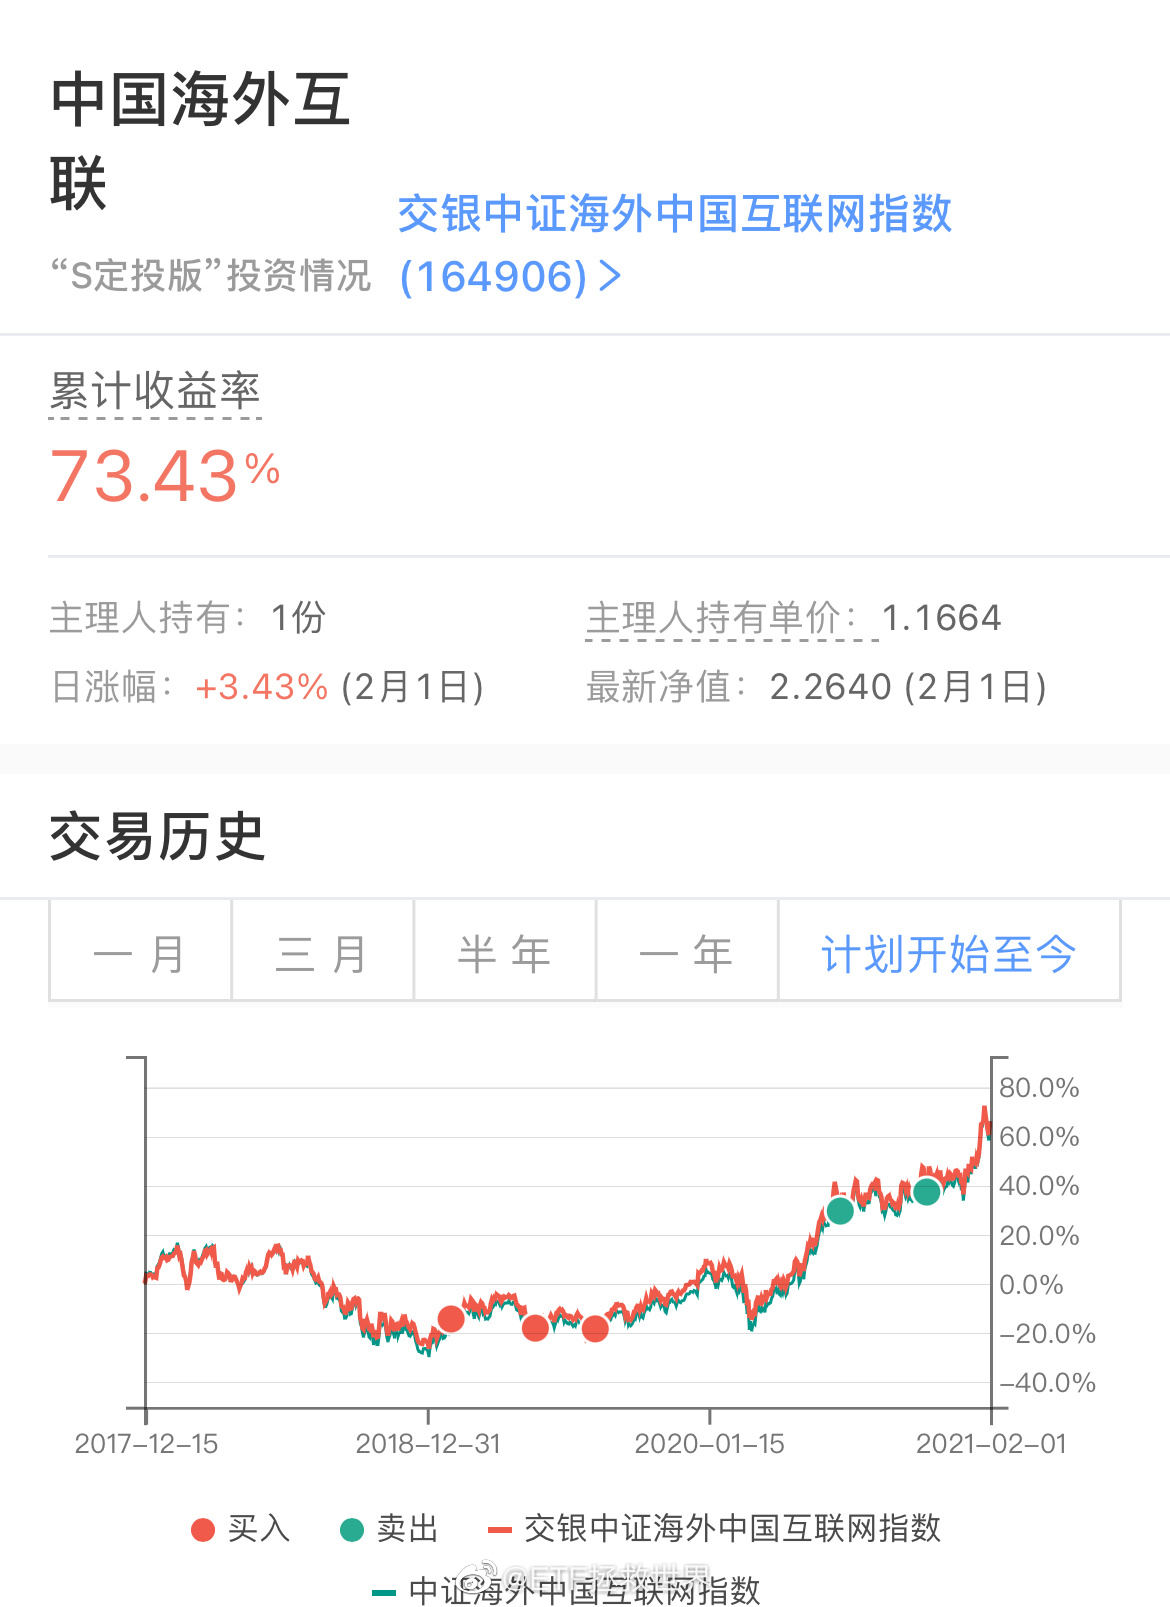 中国海外互
联
交银中证海外中国互联网指数
“S定投版”投资情况 (164906) >
累计收益率
73.43%
主理人持有： 1份 主理人持有单价： 1.1664
日涨幅： +3.43% (2月1日) 最新净值： 2.2640 (2月1日)
交易历史
一月 三月 半年 一年 计划开始至今
80.0%
60.0%
40.0%
20.0%
0.0%
–20.0%
–40.0%
2017–12–15 2018–12–31 2020–01–15 2021–02–01
买入 卖出 交银中证海外中国互联网指数
@ETF拯救世界
中证海外中国互联网指数